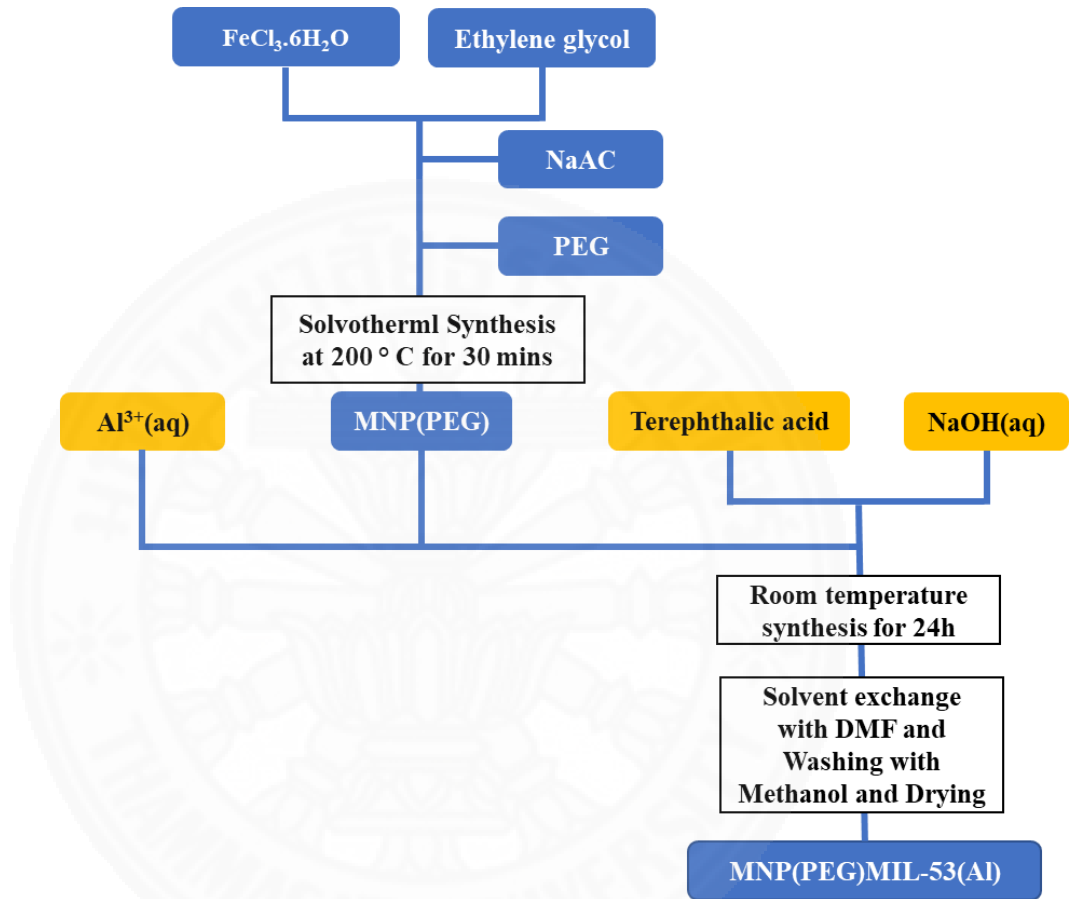 FeCl₃.6H₂O
Ethylene glycol
NaAC
PEG
Solvotherml Synthesis
at 200 ° C for 30 mins
Al³⁺(aq)
MNP(PEG)
Terephthalic acid
NaOH(aq)
Room temperature
synthesis for 24h
Solvent exchange
with DMF and
Washing with
Methanol and Drying
MNP(PEG)MIL-53(Al)